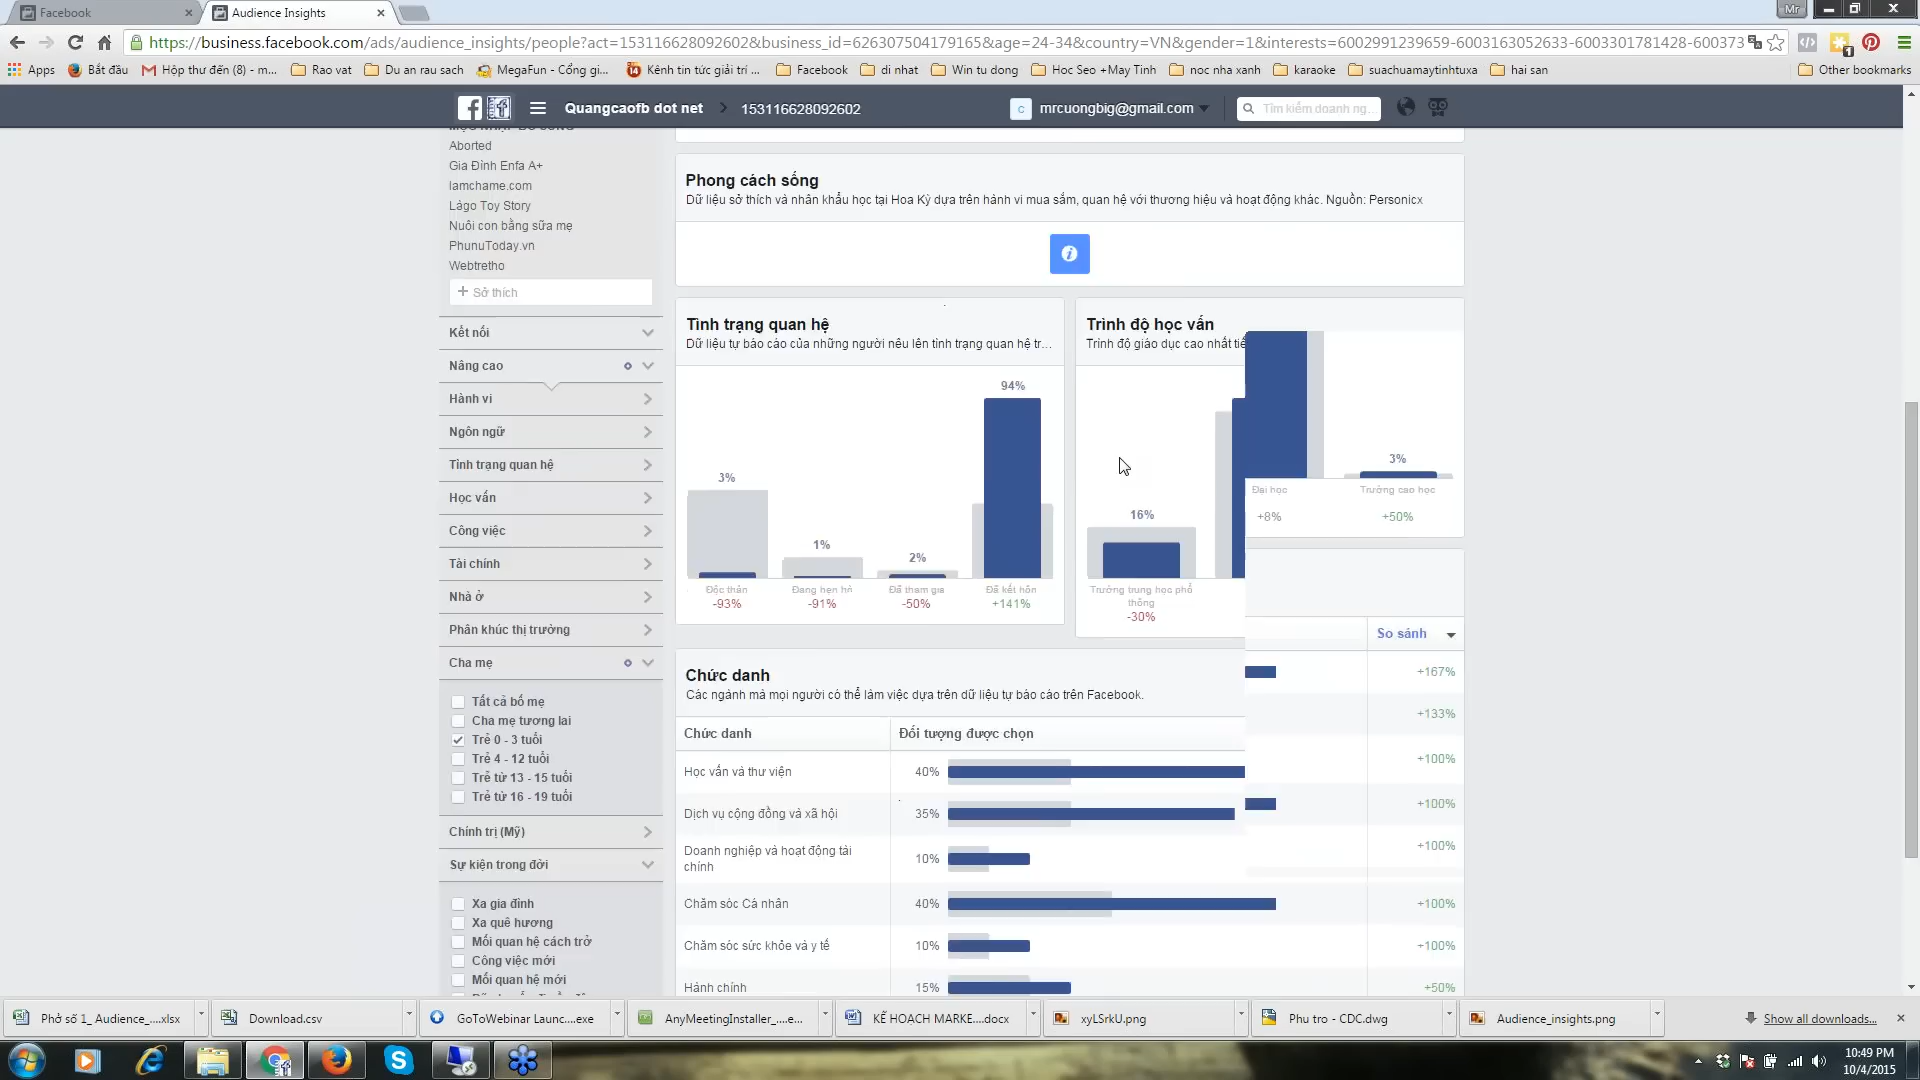 Facebook
Audience Insights
Mr
https://business.facebook.com/ads/audience_insights/people?act=153116628092602&business_id=626307504179165&age=24-34&country=VN&gender=1&interests=6002991239659-6003163052633-6003301781428-600373
1
Apps
Bắt đầu
Hộp thư đến (8) - m...
Rao vat
Du an rau sach
MegaFun - Cổng gi...
Kênh tin tức giải trí ...
Facebook
di nhat
Win tu dong
Hoc Seo +May Tinh
noc nha xanh
karaoke
suachuamaytinhtuxa
hai san
Other bookmarks
Quangcaofb dot net
153116628092602
c
mrcuongbig@gmail.com
Tìm kiếm doanh ng...
Aborted
Gia Đình Enfa A+
lamchame.com
Lágo Toy Story
Nuôi con bằng sữa mẹ
PhunuToday.vn
Webtretho
Sở thích
Kết nối
Nâng cao
Hành vi
Ngôn ngữ
Tình trạng quan hệ
Học vấn
Công việc
Tài chính
Nhà ở
Phân khúc thị trường
Cha mẹ
Tất cả bố mẹ
Cha mẹ tương lai
Trẻ 0 - 3 tuổi
Trẻ 4 - 12 tuổi
Trẻ từ 13 - 15 tuổi
Trẻ từ 16 - 19 tuổi
Chính trị (Mỹ)
Sự kiện trong đời
Xa gia đình
Xa quê hương
Mối quan hệ cách trở
Công việc mới
Mối quan hệ mới
Phong cách sống
Dữ liệu sở thích và nhân khẩu học tại Hoa Kỳ dựa trên hành vi mua sắm, quan hệ với thương hiệu và hoạt động khác. Nguồn: Personicx
Tình trạng quan hệ
Dữ liệu tự báo cáo của những người nêu lên tình trạng quan hệ tr...
3%
1%
2%
94%
Độc thân
Đang hẹn hò
Đã tham gia
Đã kết hôn
-93%
-91%
-50%
+141%
Trình độ học vấn
Trình độ giáo dục cao nhất
16%
3%
Trường trung học phổ thông
Đại học
Trường cao học
-30%
+8%
+50%
Chức danh
Các ngành mà mọi người có thể làm việc dựa trên dữ liệu tự báo cáo trên Facebook.
Chức danh
Đối tượng được chọn
So sánh
Học vấn và thư viện
40%
+167%
Dịch vụ cộng đồng và xã hội
35%
+133%
Doanh nghiệp và hoạt động tài chính
10%
+100%
+100%
+100%
Chăm sóc Cá nhân
40%
+100%
Chăm sóc sức khỏe và y tế
10%
+100%
Hành chính
15%
+50%
Phở số 1_ Audience_....xlsx
Download.csv
GoToWebinar Launc....exe
AnyMeetingInstaller_....e...
KẾ HOẠCH MARKE....docx
xyLSrkU.png
Phu tro - CDC.dwg
Audience_insights.png
Show all downloads...
10:49 PM
10/4/2015